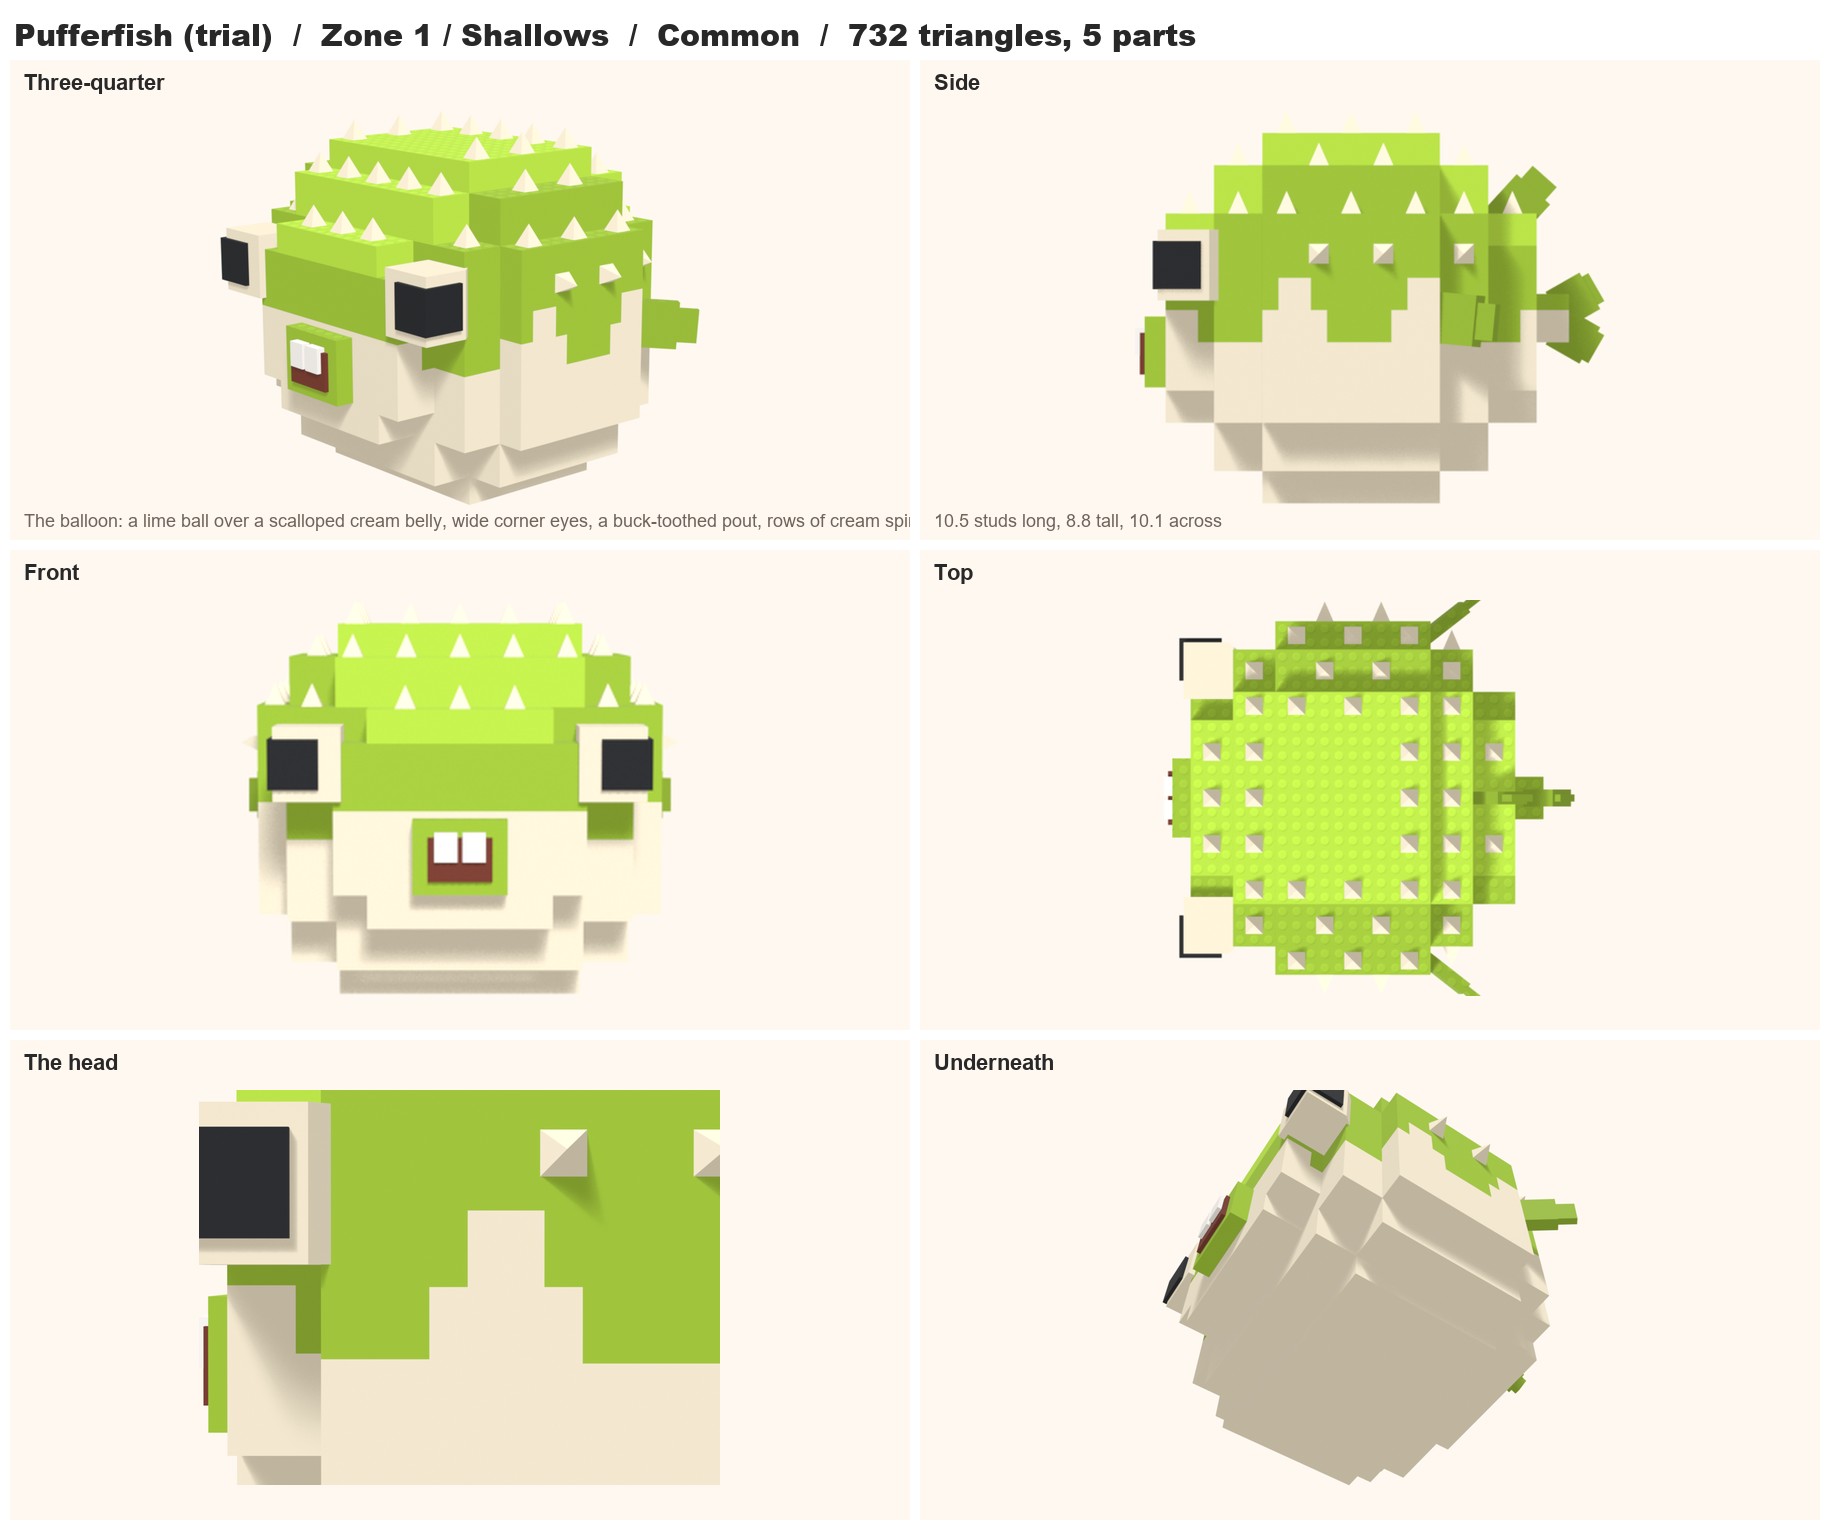 Pufferfish (trial) / Zone 1 / Shallows / Common / 732 triangles, 5 parts
Three-quarter
Side
The balloon: a lime ball over a scalloped cream belly, wide corner eyes, a buck-toothed pout, rows of cream
10.5 studs long, 8.8 tall, 10.1 across
Front
Top
The head
Underneath